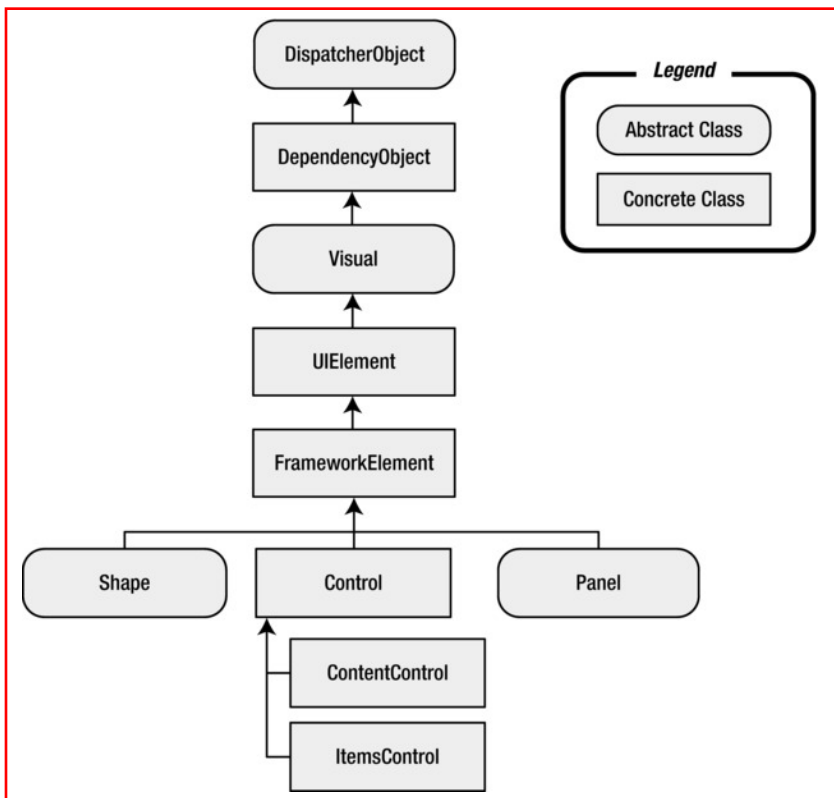 DispatcherObject
Legend
Abstract Class
DependencyObject
Concrete Class
Visual
UIElement
FrameworkElement
Shape
Control
Panel
ContentControl
ItemsControl